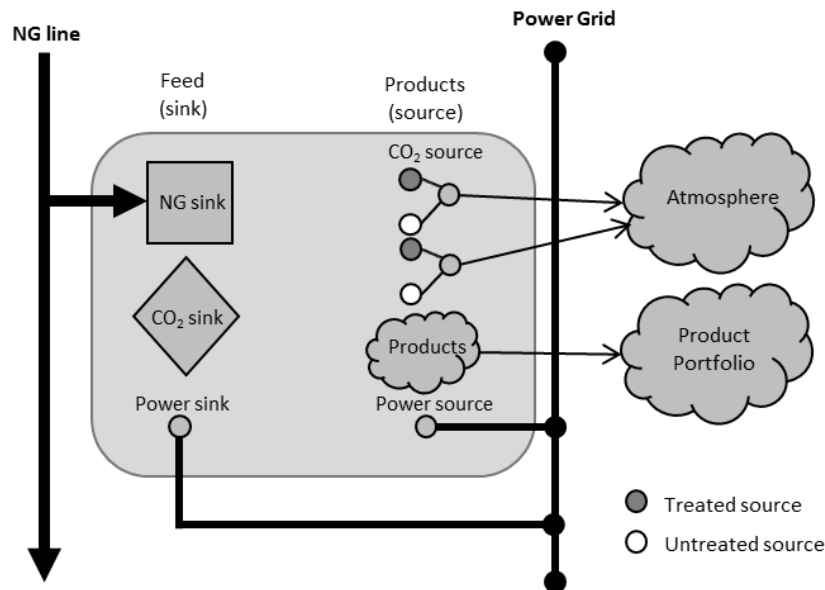 NG line
Power Grid
Feed
(sink)
Products
(source)
CO₂ source
NG sink
Atmosphere
CO₂ sink
Products
Product
Portfolio
Power sink
Power source
Treated source
Untreated source